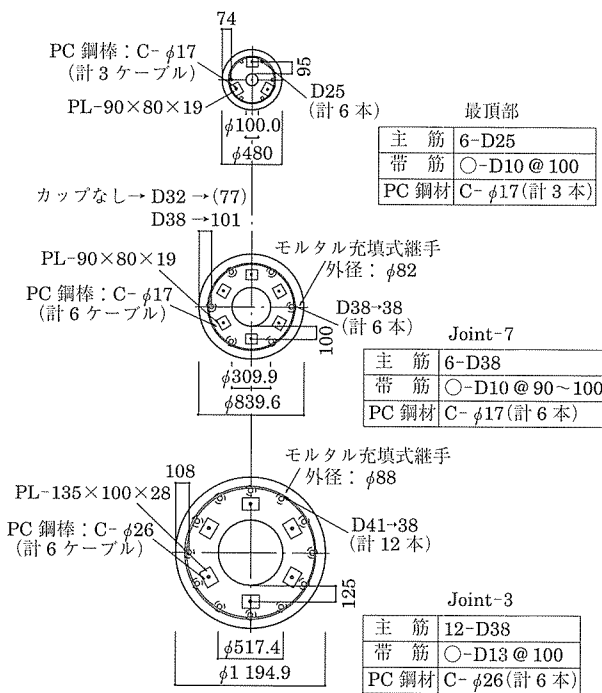 74
PC 鋼棒：C- φ17
(計 3 ケーブル)
PL-90×80×19
95
D25
(計 6 本)
φ100.0
φ480
最頂部
主 筋 6-D25
帯 筋 ○-D10 @ 100
PC 鋼材 C- φ17(計 3 本)
カップなし→ D32 → (77)
D38 →101
PL-90×80×19
PC 鋼棒：C- φ17
(計 6 ケーブル)
モルタル充填式継手
外径：φ82
D38→38
(計 6 本)
100
φ309.9
φ839.6
Joint-7
主 筋 6-D38
帯 筋 ○-D10 @ 90～100
PC 鋼材 C- φ17(計 6 本)
108
PL-135×100×28
PC 鋼棒：C- φ26
(計 6 ケーブル)
モルタル充填式継手
外径：φ88
D41→38
(計 12 本)
125
φ517.4
φ1 194.9
Joint-3
主 筋 12-D38
帯 筋 ○-D13 @ 100
PC 鋼材 C- φ26(計 6 本)